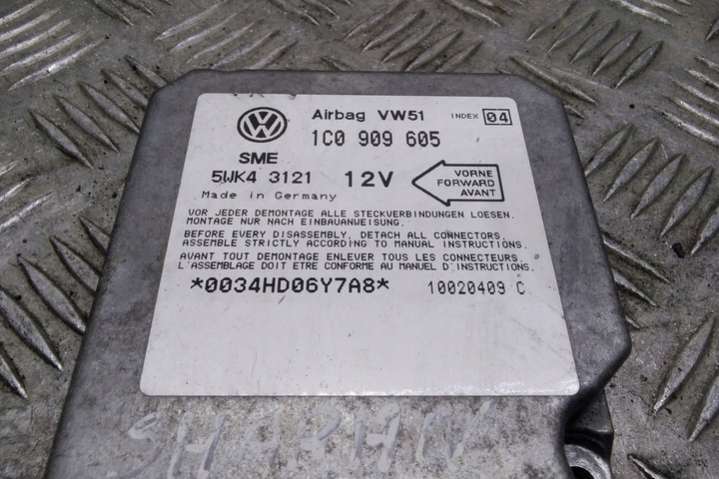 Airbag VW51 INDEX 04
1C0 909 605
SME
5WK4 3121 12V
VORNE
FORWARD
AVANT
Made in Germany
VOR JEDER DEMONTAGE ALLE STECKVERBINDUNGEN LOESEN.
MONTAGE NUR NACH EINBAUANWEISUNG.
BEFORE EVERY DISASSEMBLY, DETACH ALL CONNECTORS.
ASSEMBLE STRICTLY ACCORDING TO MANUAL INSTRUCTIONS.
AVANT TOUT DEMONTAGE ENLEVER TOUS LES CONNECTEURS.
L'ASSEMBLAGE DOIT ETRE CONFORME AU MANUEL D'INSTRUCTIONS.
*0034HD06Y7A8* 10020409 C